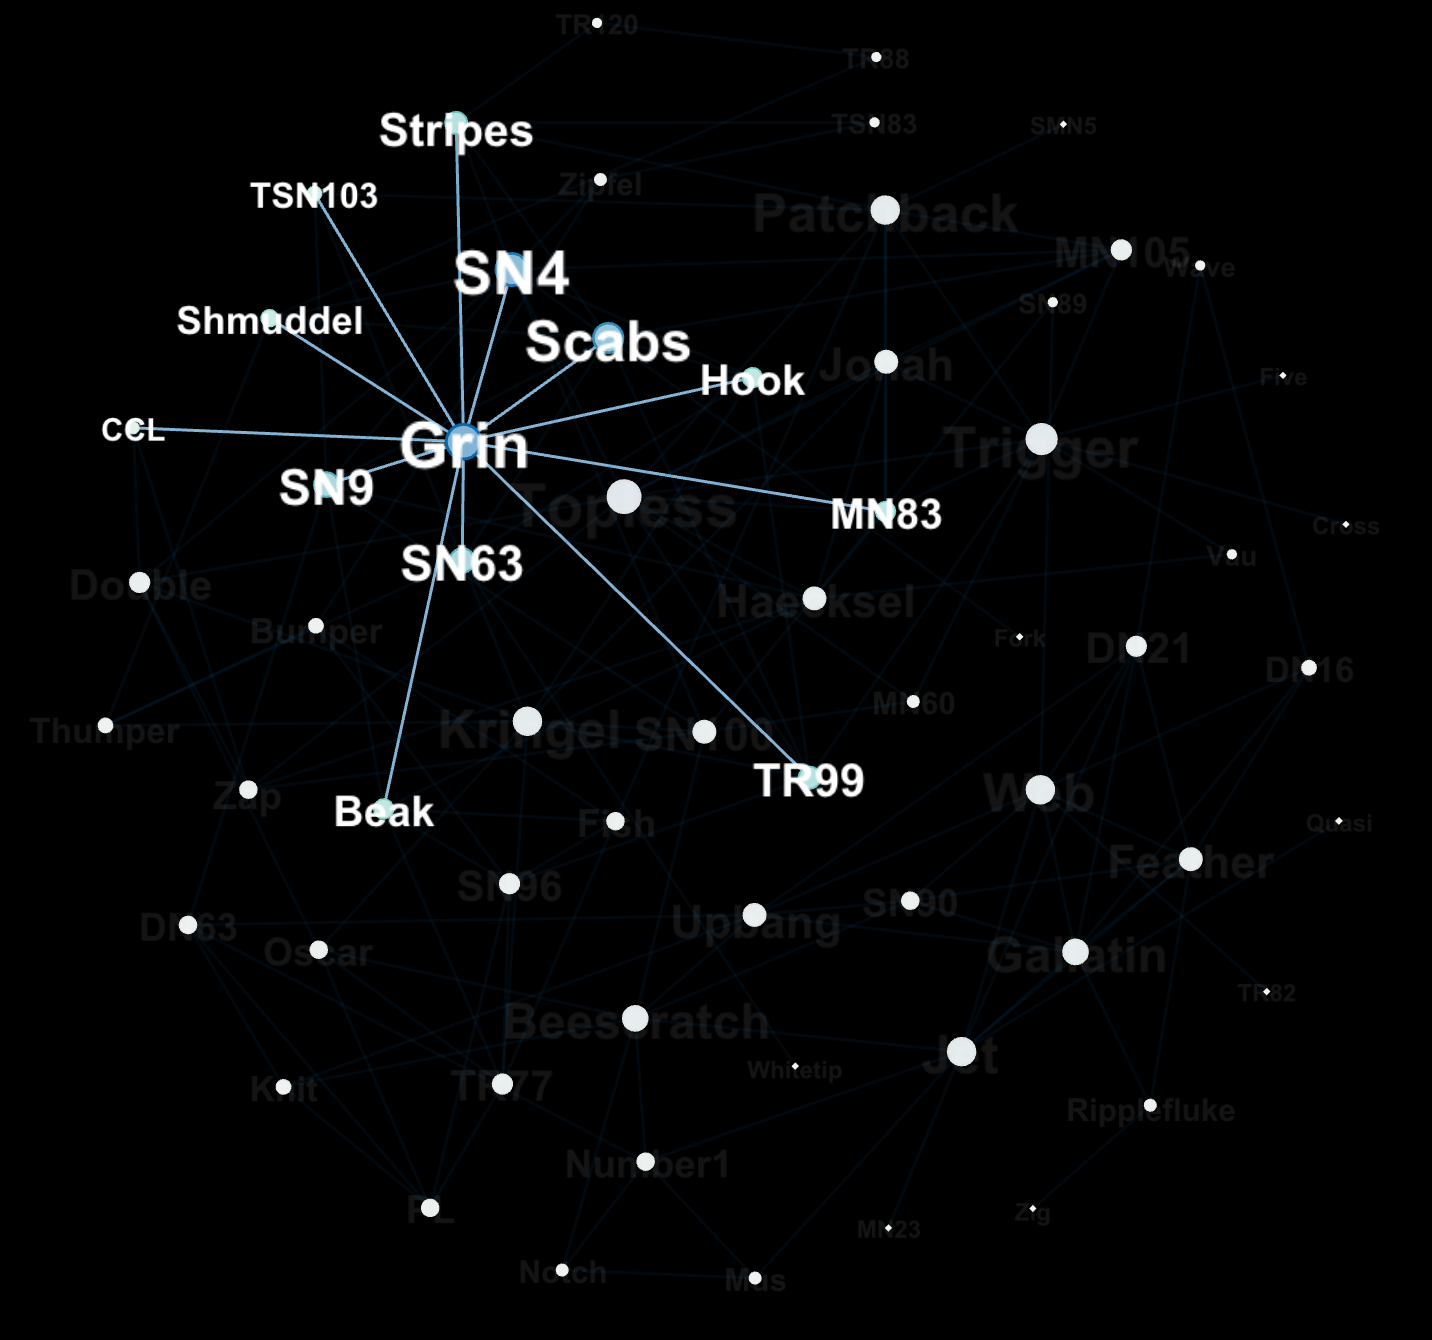 TR120
TR88
Stripes
TSN83
SMN5
TSN103
Zipfel
Patchback
MN105
Wave
SN4
SN89
Shmuddel
Scabs
Hook
Jonah
Five
CCL
Grin
Trigger
SN9
Topless
MN83
Cross
SN63
Vau
Double
Haecksel
Bumper
Fork
DN21
DN16
MN60
Thumper
Kringel
SN100
Zap
TR99
Web
Beak
Fish
Quasi
Feather
SN96
SN90
DN63
Upbang
Oscar
Gallatin
TR82
Beescratch
Jet
Whitetip
Knit
TR77
Ripplefluke
Number1
PL
Zig
MN23
Notch
Mus